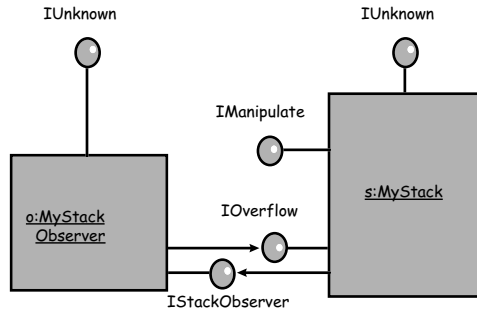 IUnknown
IUnknown
IManipulate
o:MyStack
Observer
s:MyStack
IOverflow
IStackObserver